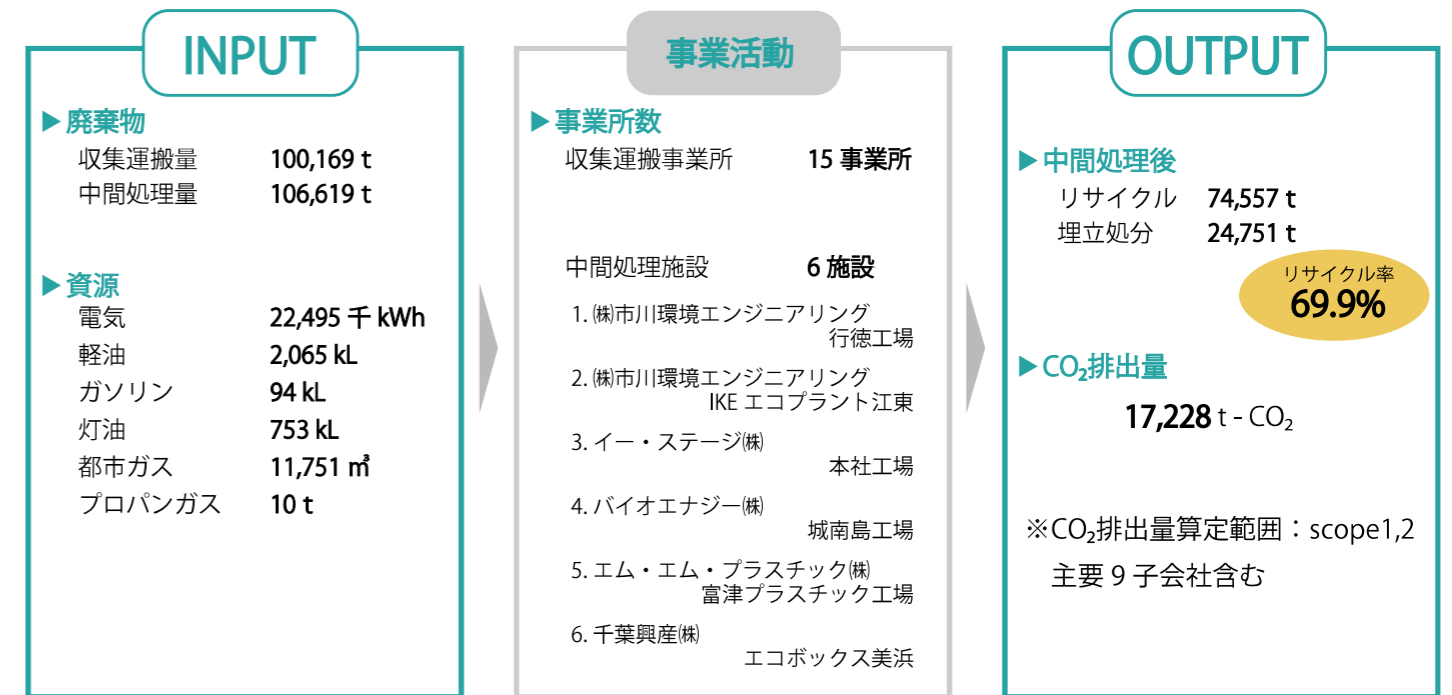 INPUT
▶廃棄物
収集運搬量 100,169 t
中間処理量 106,619 t
▶資源
電気 22,495 千 kWh
軽油 2,065 kL
ガソリン 94 kL
灯油 753 kL
都市ガス 11,751 ㎥
プロパンガス 10 t
事業活動
▶事業所数
収集運搬事業所 15 事業所
中間処理施設 6 施設
1. ㈱市川環境エンジニアリング
行徳工場
2. ㈱市川環境エンジニアリング
IKE エコプラント江東
3. イー・ステージ㈱
本社工場
4. バイオエナジー㈱
城南島工場
5. エム・エム・プラスチック㈱
富津プラスチック工場
6. 千葉興産㈱
エコボックス美浜
OUTPUT
▶中間処理後
リサイクル 74,557 t
埋立処分 24,751 t
リサイクル率
69.9%
▶CO₂排出量
17,228 t - CO₂
※CO₂排出量算定範囲：scope1,2
主要 9 子会社含む